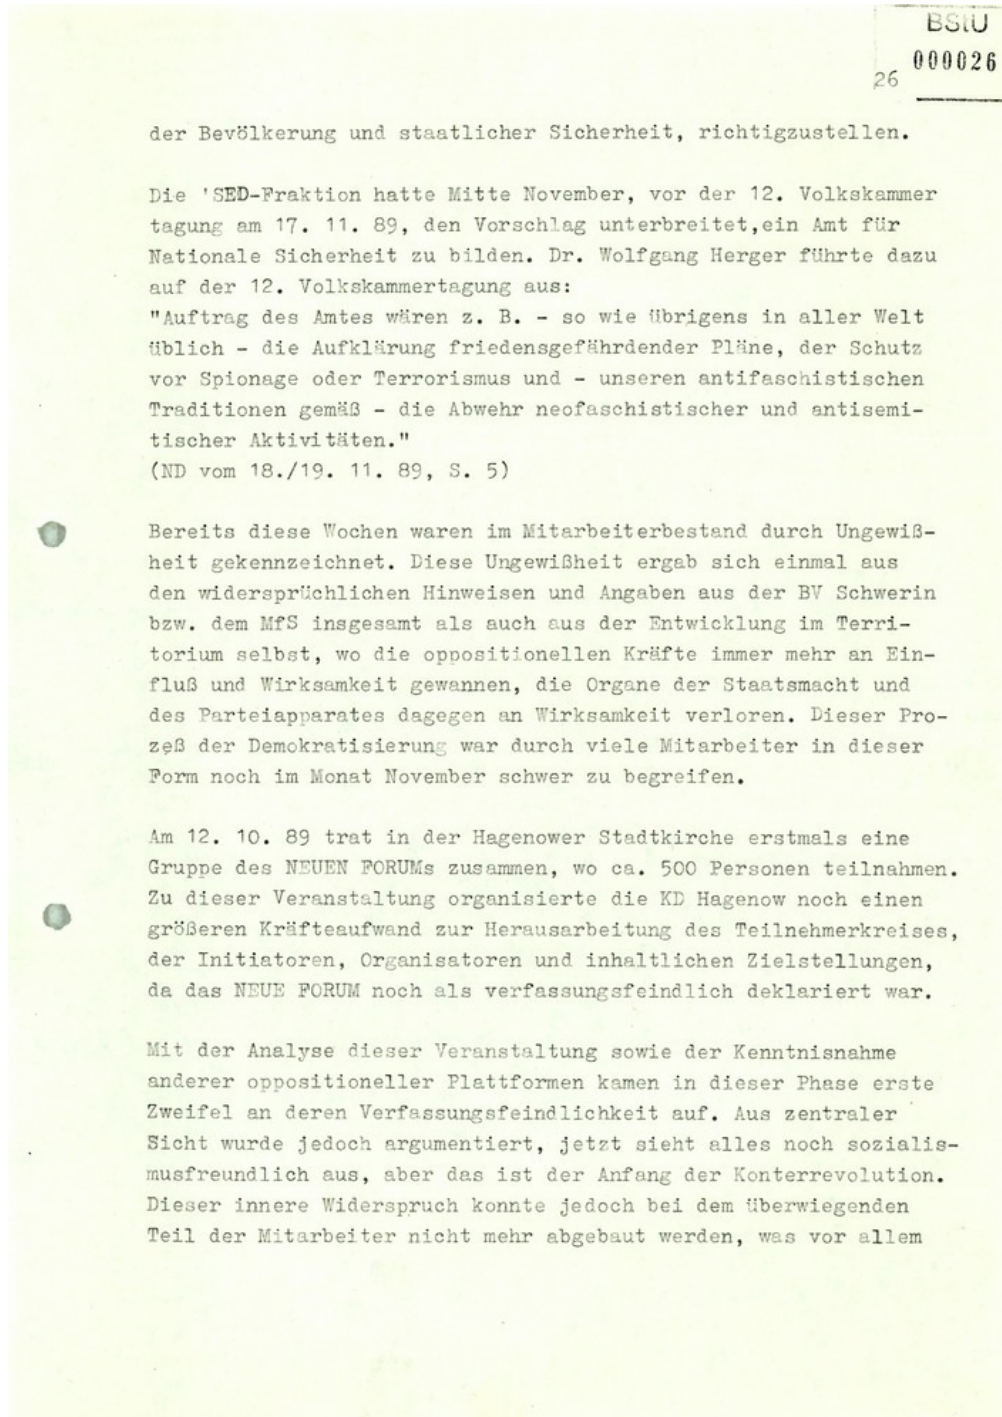 BStU
000026
26
der Bevölkerung und staatlicher Sicherheit, richtigzustellen.
Die 'SED-Fraktion hatte Mitte November, vor der 12. Volkskammer
tagung am 17. 11. 89, den Vorschlag unterbreitet,ein Amt für
Nationale Sicherheit zu bilden. Dr. Wolfgang Herger führte dazu
auf der 12. Volkskammertagung aus:
"Auftrag des Amtes wären z. B. - so wie übrigens in aller Welt
üblich - die Aufklärung friedensgefährdender Pläne, der Schutz
vor Spionage oder Terrorismus und - unseren antifaschistischen
Traditionen gemäß - die Abwehr neofaschistischer und antisemi-
tischer Aktivitäten."
(ND vom 18./19. 11. 89, S. 5)
Bereits diese Wochen waren im Mitarbeiterbestand durch Ungewiß-
heit gekennzeichnet. Diese Ungewißheit ergab sich einmal aus
den widersprüchlichen Hinweisen und Angaben aus der BV Schwerin
bzw. dem MfS insgesamt als auch aus der Entwicklung im Terri-
torium selbst, wo die oppositionellen Kräfte immer mehr an Ein-
fluß und Wirksamkeit gewannen, die Organe der Staatsmacht und
des Parteiapparates dagegen an Wirksamkeit verloren. Dieser Pro-
zeß der Demokratisierung war durch viele Mitarbeiter in dieser
Form noch im Monat November schwer zu begreifen.
Am 12. 10. 89 trat in der Hagenower Stadtkirche erstmals eine
Gruppe des NEUEN FORUMs zusammen, wo ca. 500 Personen teilnahmen.
Zu dieser Veranstaltung organisierte die KD Hagenow noch einen
größeren Kräfteaufwand zur Herausarbeitung des Teilnehmerkreises,
der Initiatoren, Organisatoren und inhaltlichen Zielstellungen,
da das NEUE FORUM noch als verfassungsfeindlich deklariert war.
Mit der Analyse dieser Veranstaltung sowie der Kenntnisnahme
anderer oppositioneller Plattformen kamen in dieser Phase erste
Zweifel an deren Verfassungsfeindlichkeit auf. Aus zentraler
Sicht wurde jedoch argumentiert, jetzt sieht alles noch sozialis-
musfreundlich aus, aber das ist der Anfang der Konterrevolution.
Dieser innere Widerspruch konnte jedoch bei dem überwiegenden
Teil der Mitarbeiter nicht mehr abgebaut werden, was vor allem